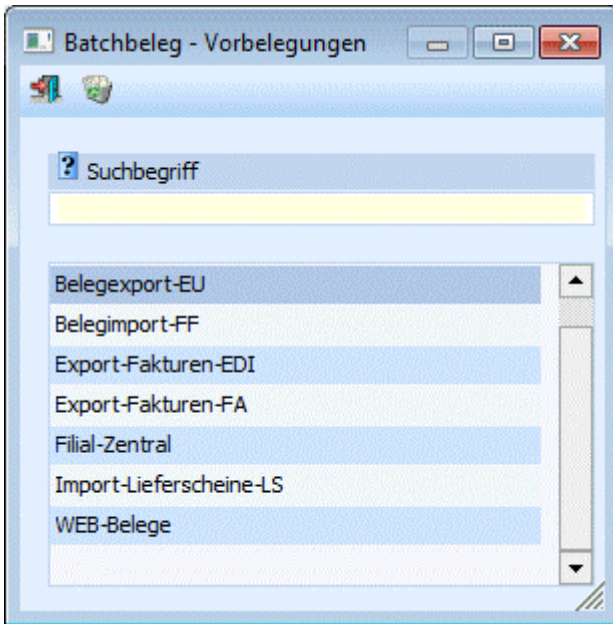 Batchbeleg - Vorbelegungen
? Suchbegriff
Belegexport-EU
Belegimport-FF
Export-Fakturen-EDI
Export-Fakturen-FA
Filial-Zentral
Import-Lieferscheine-LS
WEB-Belege